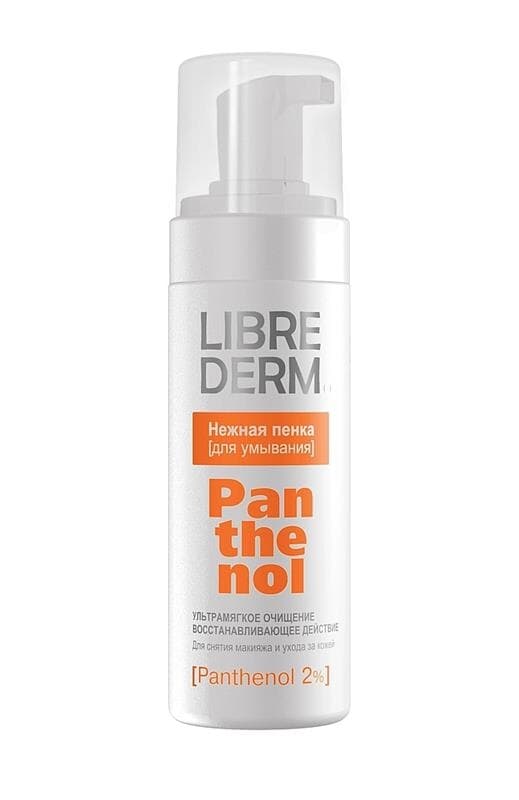 LIBRE
DERM
Нежная пенка
[для умывания]
Pan
the
nol
УЛЬТРАМЯГКОЕ ОЧИЩЕНИЕ
ВОССТАНАВЛИВАЮЩЕЕ ДЕЙСТВИЕ
Для снятия макияжа и ухода за кожей
[Panthenol 2%]